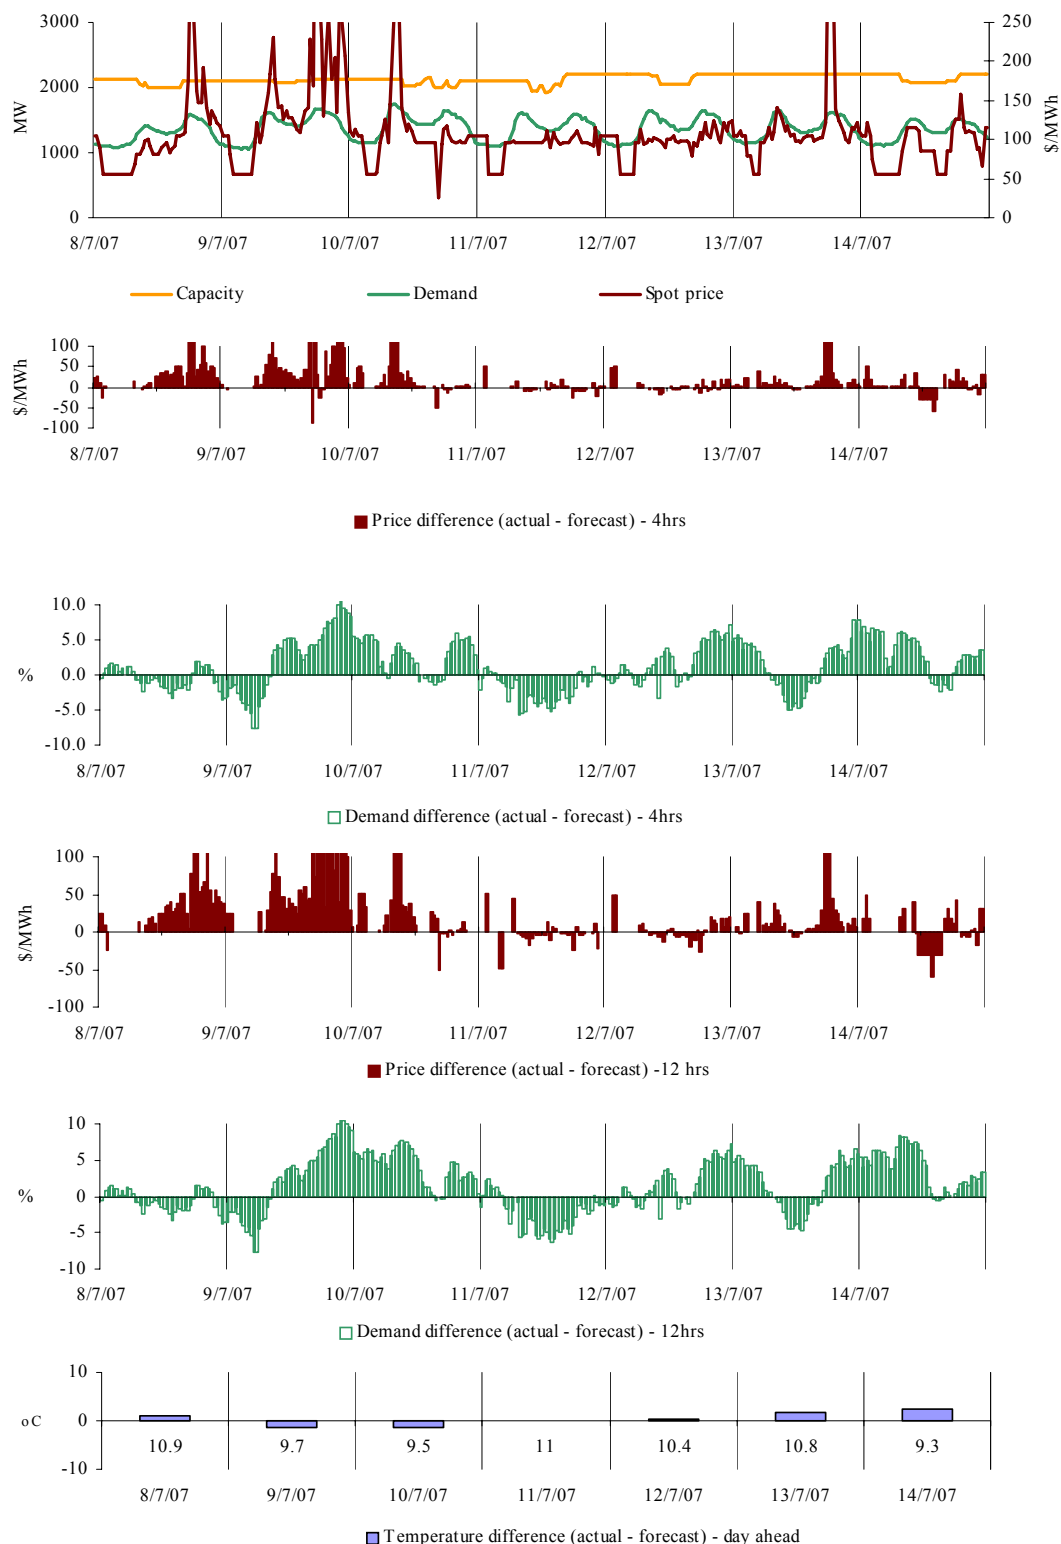 3000 250
2000 200
MW 150
1000 100
$/MWh
50
0 0
8/7/07 9/7/07 10/7/07 11/7/07 12/7/07 13/7/07 14/7/07
Capacity Demand Spot price
100
50
$/MWh 0
-50
-100
8/7/07 9/7/07 10/7/07 11/7/07 12/7/07 13/7/07 14/7/07
Price difference (actual - forecast) - 4hrs
10.0
5.0
% 0.0
-5.0
-10.0
8/7/07 9/7/07 10/7/07 11/7/07 12/7/07 13/7/07 14/7/07
Demand difference (actual - forecast) - 4hrs
100
50
$/MWh 0
-50
-100
8/7/07 9/7/07 10/7/07 11/7/07 12/7/07 13/7/07 14/7/07
Price difference (actual - forecast) -12 hrs
10
5
% 0
-5
-10
8/7/07 9/7/07 10/7/07 11/7/07 12/7/07 13/7/07 14/7/07
Demand difference (actual - forecast) - 12hrs
10
oC 0
10.9 9.7 9.5 11 10.4 10.8 9.3
-10
8/7/07 9/7/07 10/7/07 11/7/07 12/7/07 13/7/07 14/7/07
Temperature difference (actual - forecast) - day ahead